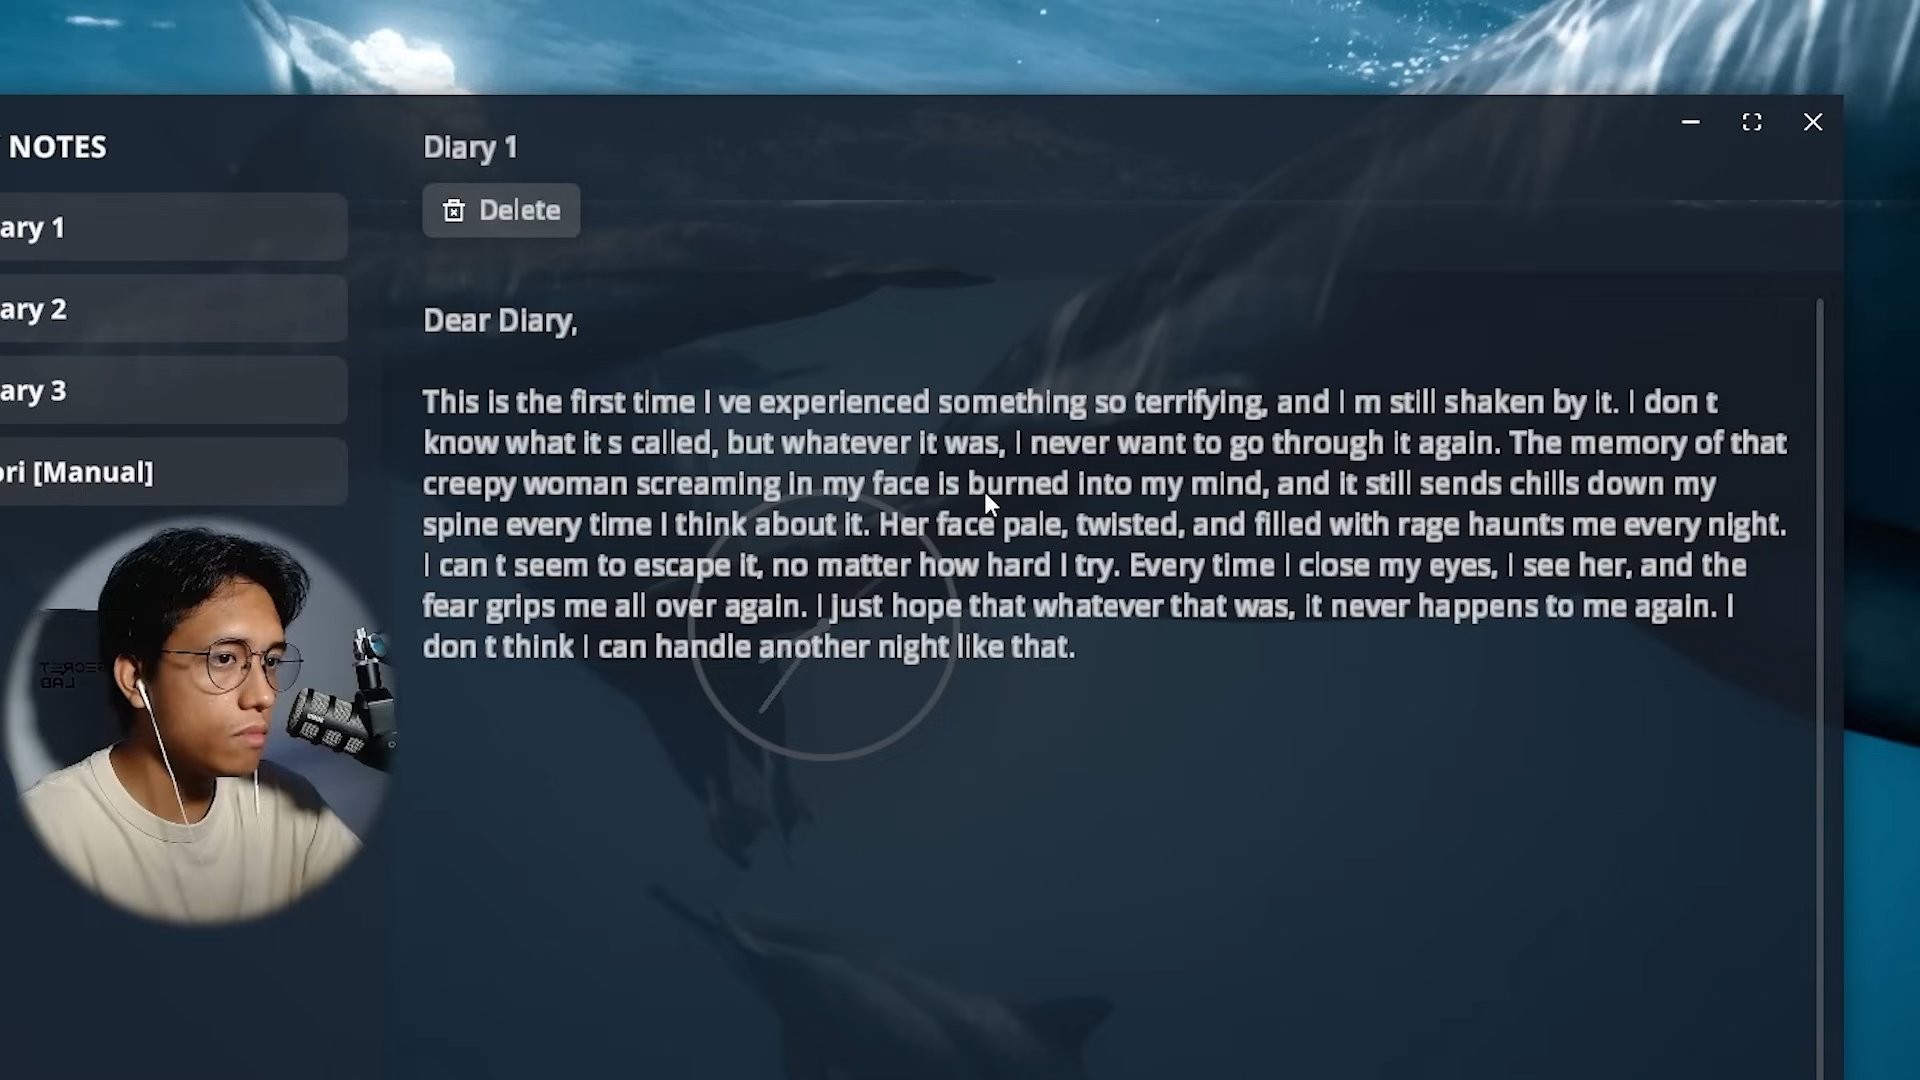 NOTES
ary 1
ary 2
ary 3
ori [Manual]
Diary 1
Delete
Dear Diary,
This is the first time I ve experienced something so terrifying, and I m still shaken by it. I don t
know what it s called, but whatever it was, I never want to go through it again. The memory of that
creepy woman screaming in my face is burned into my mind, and it still sends chills down my
spine every time I think about it. Her face pale, twisted, and filled with rage haunts me every night.
I can t seem to escape it, no matter how hard I try. Every time I close my eyes, I see her, and the
fear grips me all over again. I just hope that whatever that was, it never happens to me again. I
don t think I can handle another night like that.
SECRET
LAB